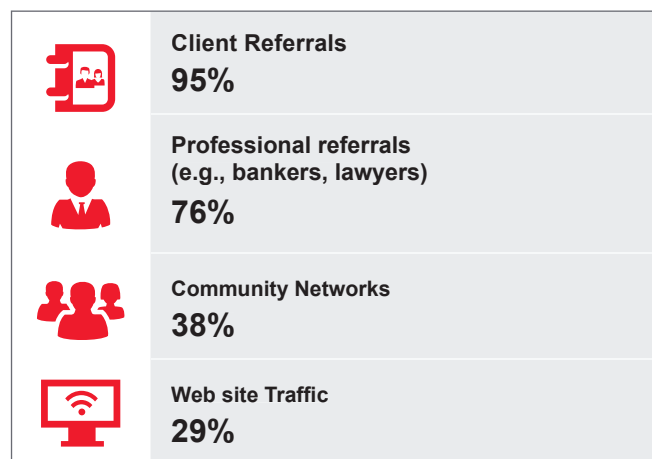 Client Referrals
95%
Professional referrals
(e.g., bankers, lawyers)
76%
Community Networks
38%
Web site Traffic
29%